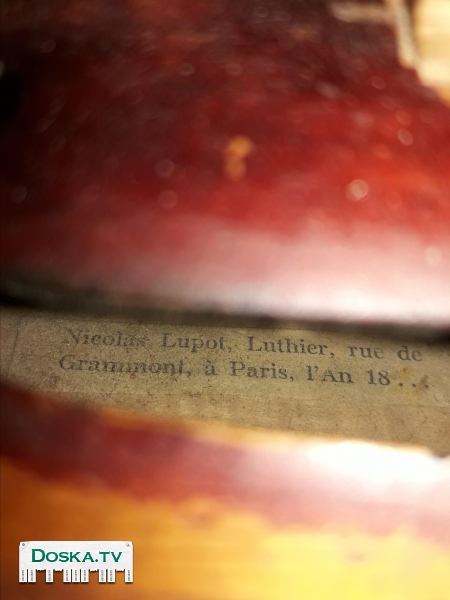 Nicolas Lupot, Luthier, rue de
Grammont, à Paris, l'An 18...
DOSKA.TV